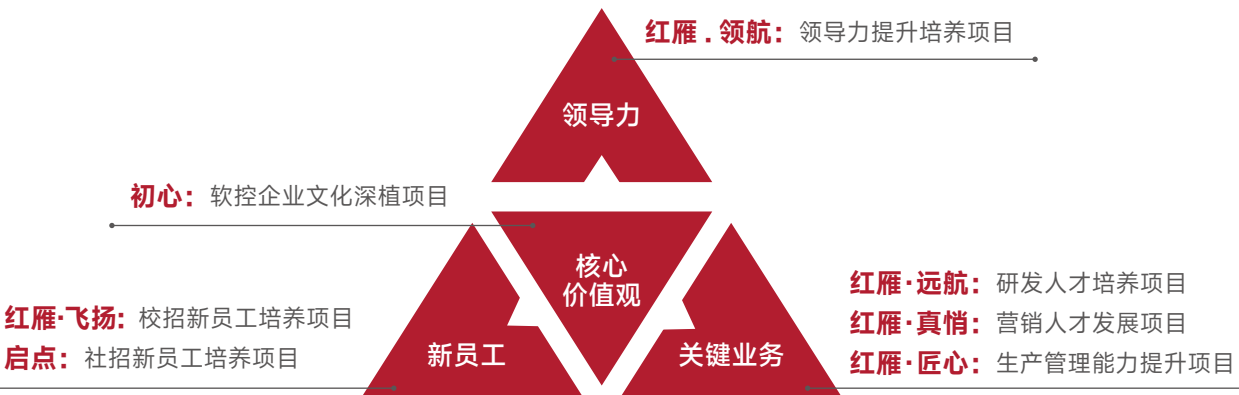 红雁 . 领航：领导力提升培养项目
领导力
初心：软控企业文化深植项目
核心
价值观
红雁·飞扬：校招新员工培养项目
启点：社招新员工培养项目
新员工
关键业务
红雁·远航：研发人才培养项目
红雁·真悄：营销人才发展项目
红雁·匠心：生产管理能力提升项目